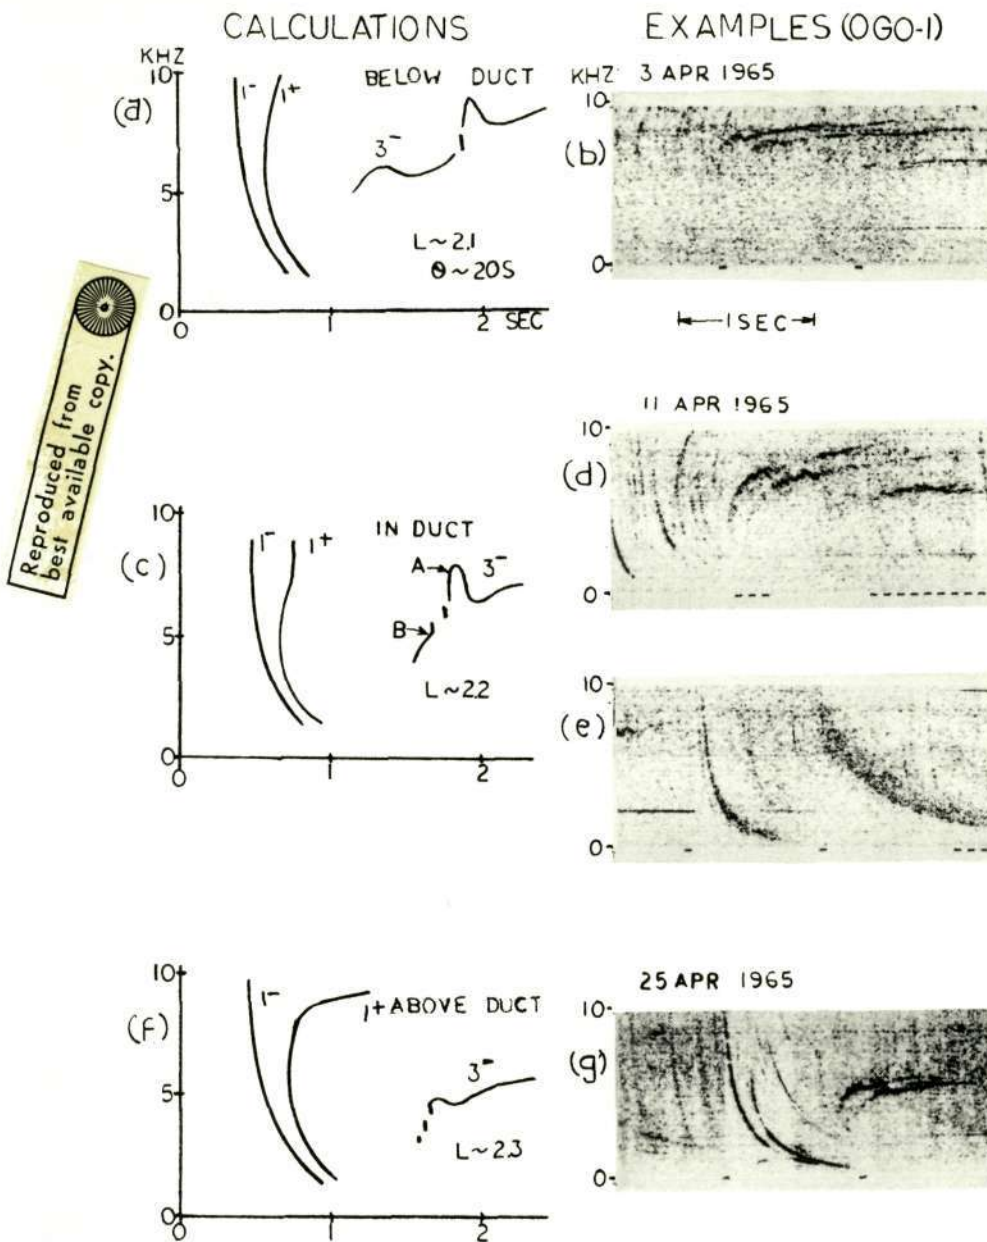 CALCULATIONS
EXAMPLES (OGO-1)
KHZ
10
5
0
(a)
1-
1+
BELOW DUCT
3-
L~2.1
θ~20S
0
1
2 SEC
KHZ 3 APR 1965
10-
(b)
0-
1 SEC
Reproduced from
best available copy.
10
5
0
(c)
1-
1+
IN DUCT
A
3-
B
L~2.2
0
1
2
11 APR 1965
10-
(d)
0-
10-
(e)
0-
10
5
0
(f)
1-
1+ ABOVE DUCT
3-
L~2.3
0
1
2
25 APR 1965
10-
(g)
0-